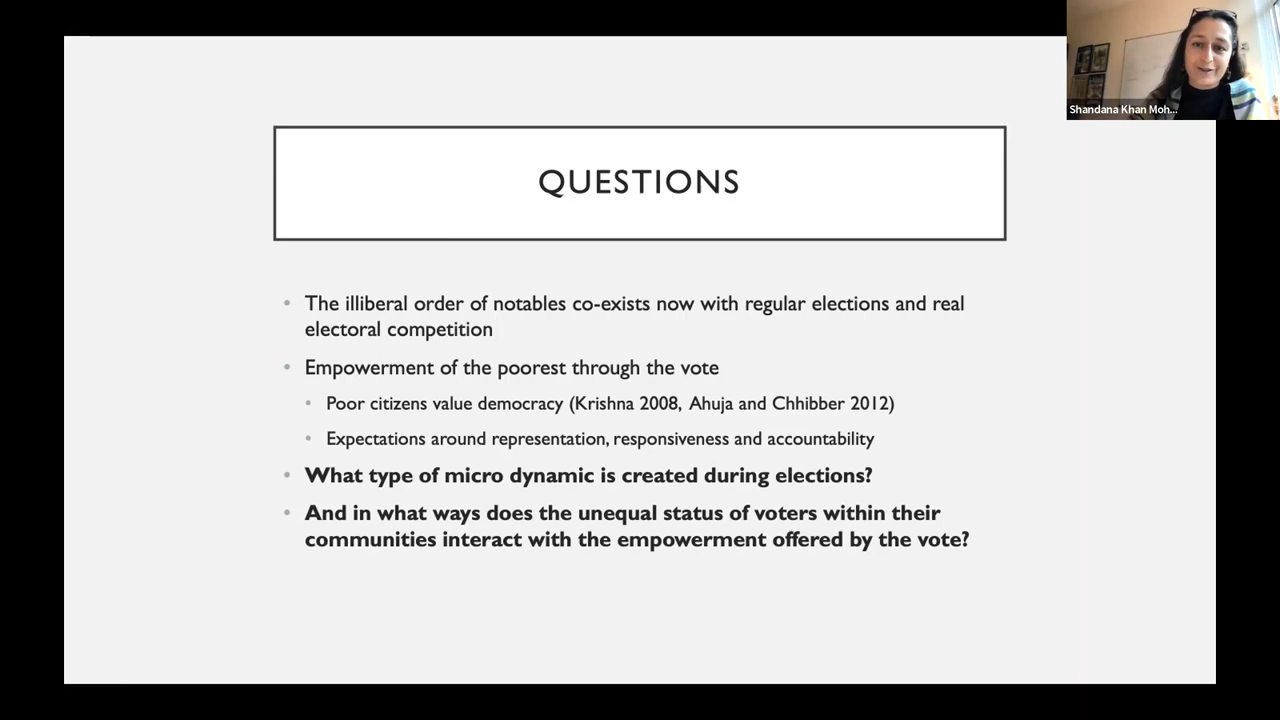 Shandana Khan Moh...
QUESTIONS
• The illiberal order of notables co-exists now with regular elections and real
electoral competition
• Empowerment of the poorest through the vote
• Poor citizens value democracy (Krishna 2008, Ahuja and Chhibber 2012)
• Expectations around representation, responsiveness and accountability
• What type of micro dynamic is created during elections?
• And in what ways does the unequal status of voters within their
communities interact with the empowerment offered by the vote?